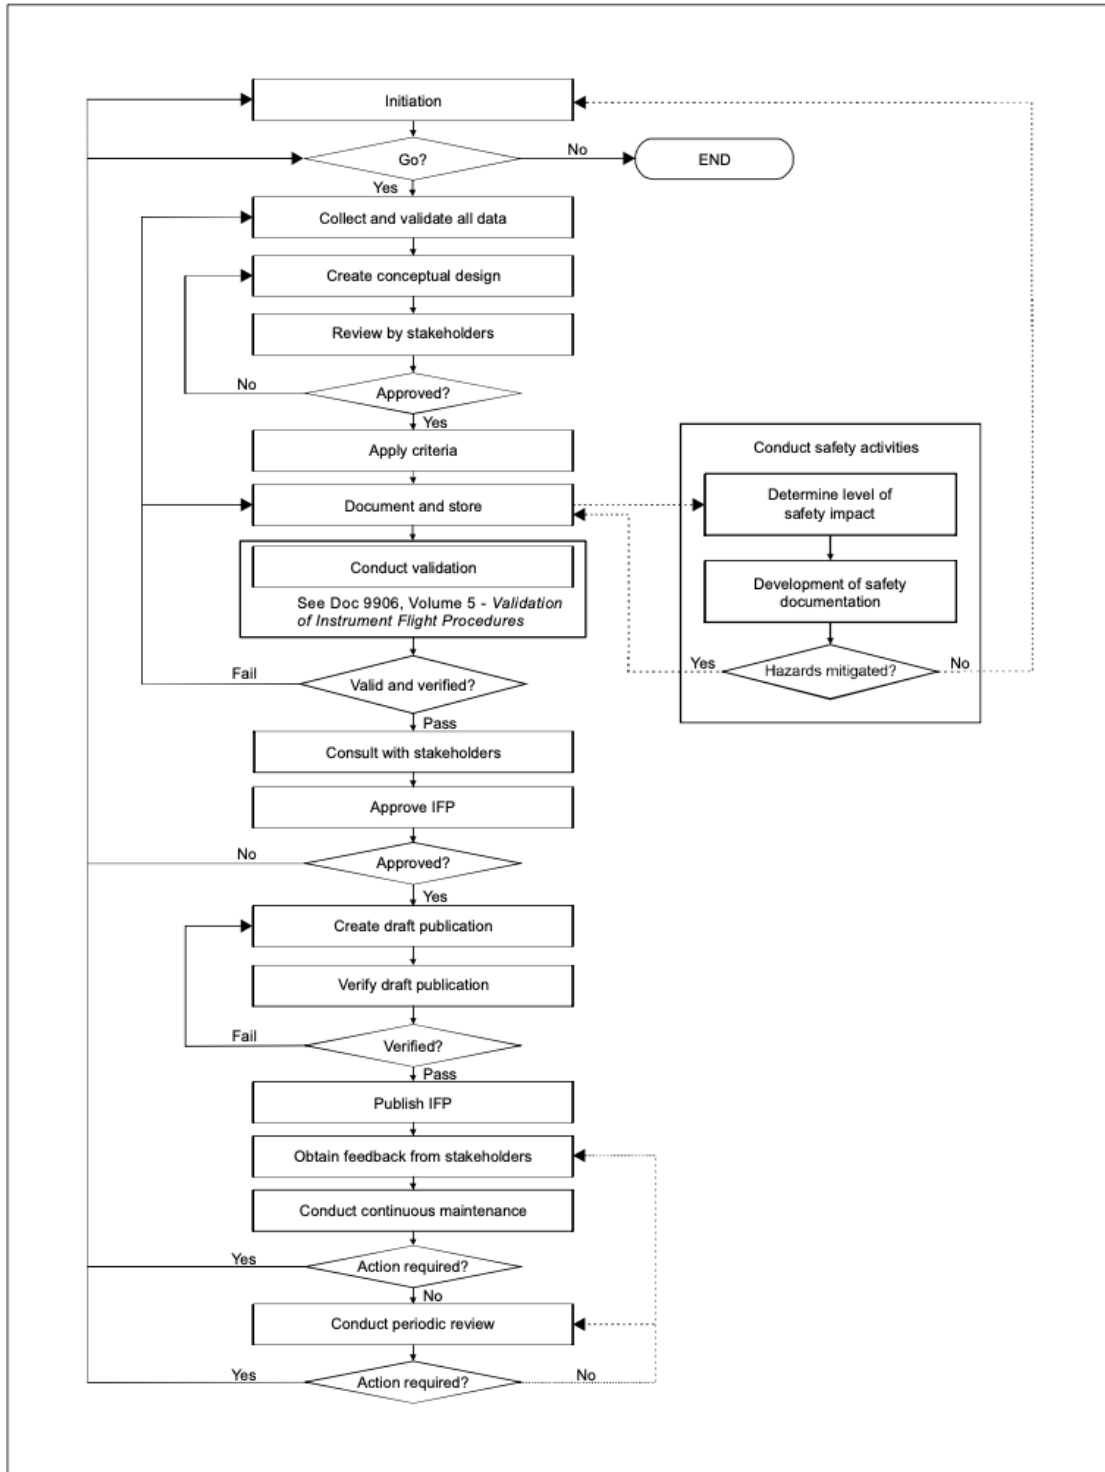 Initiation
Go?
No
END
Yes
Collect and validate all data
Create conceptual design
Review by stakeholders
No
Approved?
Yes
Apply criteria
Document and store
Conduct validation
See Doc 9906, Volume 5 - Validation
of Instrument Flight Procedures
Fail
Valid and verified?
Pass
Conduct safety activities
Determine level of
safety impact
Development of safety
documentation
Yes
Hazards mitigated?
No
Consult with stakeholders
Approve IFP
No
Approved?
Yes
Create draft publication
Verify draft publication
Fail
Verified?
Pass
Publish IFP
Obtain feedback from stakeholders
Conduct continuous maintenance
Yes
Action required?
No
Conduct periodic review
Yes
Action required?
No